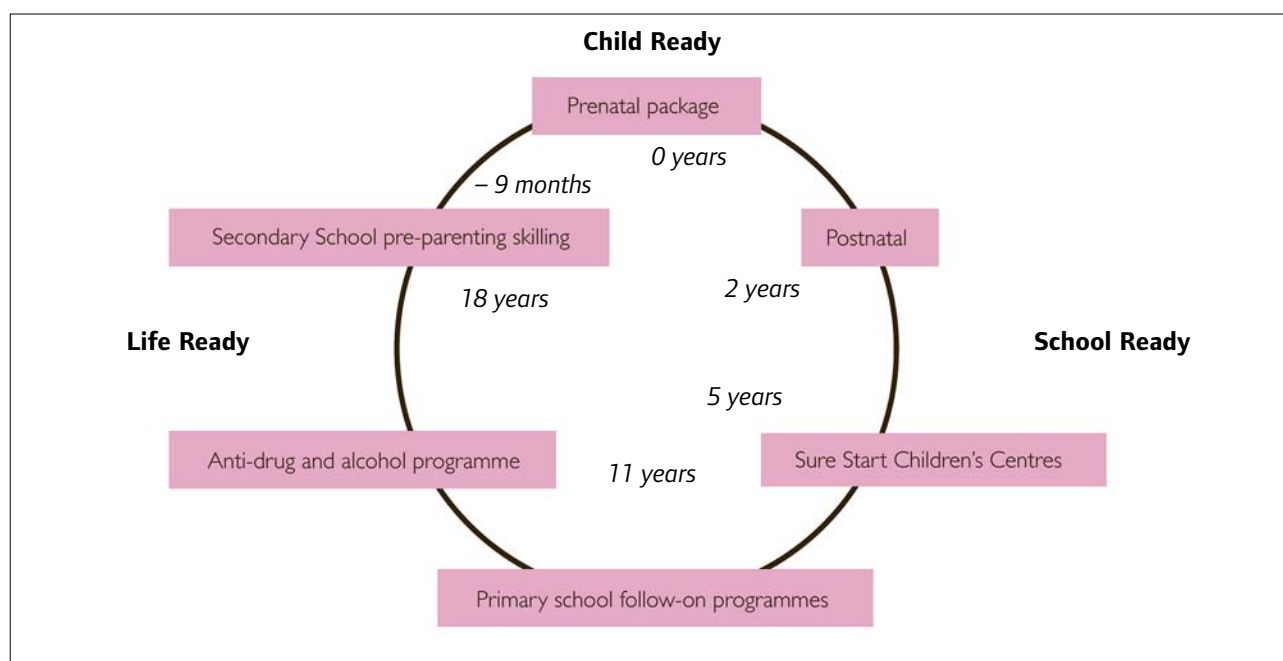 Child Ready
Prenatal package
0 years
– 9 months
Secondary School pre-parenting skilling
Postnatal
2 years
18 years
Life Ready
School Ready
5 years
Anti-drug and alcohol programme
11 years
Sure Start Children's Centres
Primary school follow-on programmes